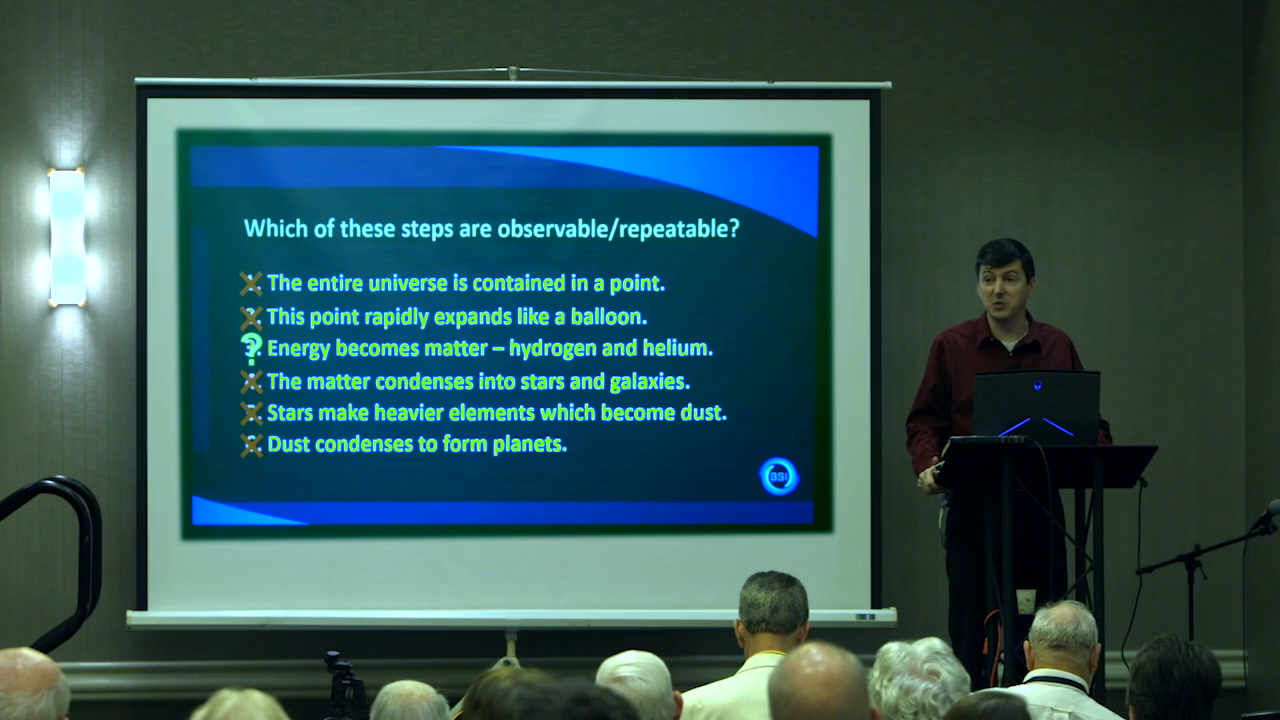 Which of these steps are observable/repeatable?
The entire universe is contained in a point.
This point rapidly expands like a balloon.
? Energy becomes matter – hydrogen and helium.
The matter condenses into stars and galaxies.
Stars make heavier elements which become dust.
Dust condenses to form planets.
BSI